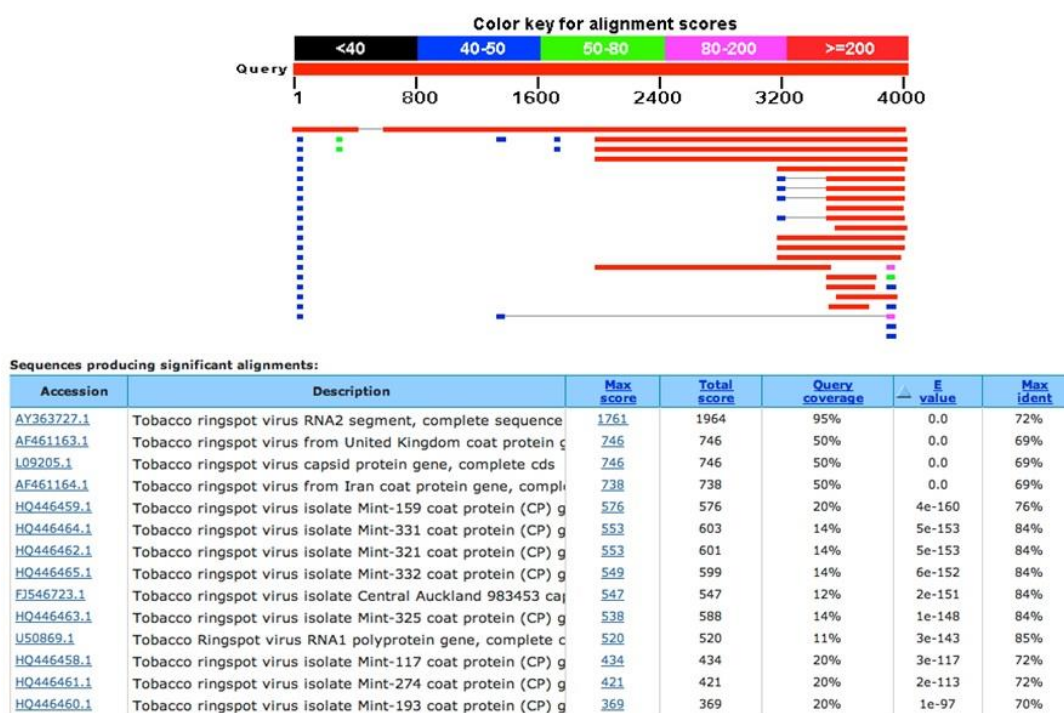 Color key for alignment scores
<40 40-50 50-80 80-200 >=200
Query
1 800 1600 2400 3200 4000
Sequences producing significant alignments:
Accession Description Max score Total score Query coverage E value Max ident
AY363727.1 Tobacco ringspot virus RNA2 segment, complete sequence 1761 1964 95% 0.0 72%
AF461163.1 Tobacco ringspot virus from United Kingdom coat protein g 746 746 50% 0.0 69%
L09205.1 Tobacco ringspot virus capsid protein gene, complete cds 746 746 50% 0.0 69%
AF461164.1 Tobacco ringspot virus from Iran coat protein gene, compl 738 738 50% 0.0 69%
HQ446459.1 Tobacco ringspot virus isolate Mint-159 coat protein (CP) g 576 576 20% 4e-160 76%
HQ446464.1 Tobacco ringspot virus isolate Mint-331 coat protein (CP) g 553 603 14% 5e-153 84%
HQ446462.1 Tobacco ringspot virus isolate Mint-321 coat protein (CP) g 553 601 14% 5e-153 84%
HQ446465.1 Tobacco ringspot virus isolate Mint-332 coat protein (CP) g 549 599 14% 6e-152 84%
FJ546723.1 Tobacco ringspot virus isolate Central Auckland 983453 cap 547 547 12% 2e-151 84%
HQ446463.1 Tobacco ringspot virus isolate Mint-325 coat protein (CP) g 538 588 14% 1e-148 84%
U50869.1 Tobacco Ringspot virus RNA1 polyprotein gene, complete c 520 520 11% 3e-143 85%
HQ446458.1 Tobacco ringspot virus isolate Mint-117 coat protein (CP) g 434 434 20% 3e-117 72%
HQ446461.1 Tobacco ringspot virus isolate Mint-274 coat protein (CP) g 421 421 20% 2e-113 72%
HQ446460.1 Tobacco ringspot virus isolate Mint-193 coat protein (CP) g 369 369 20% 1e-97 70%